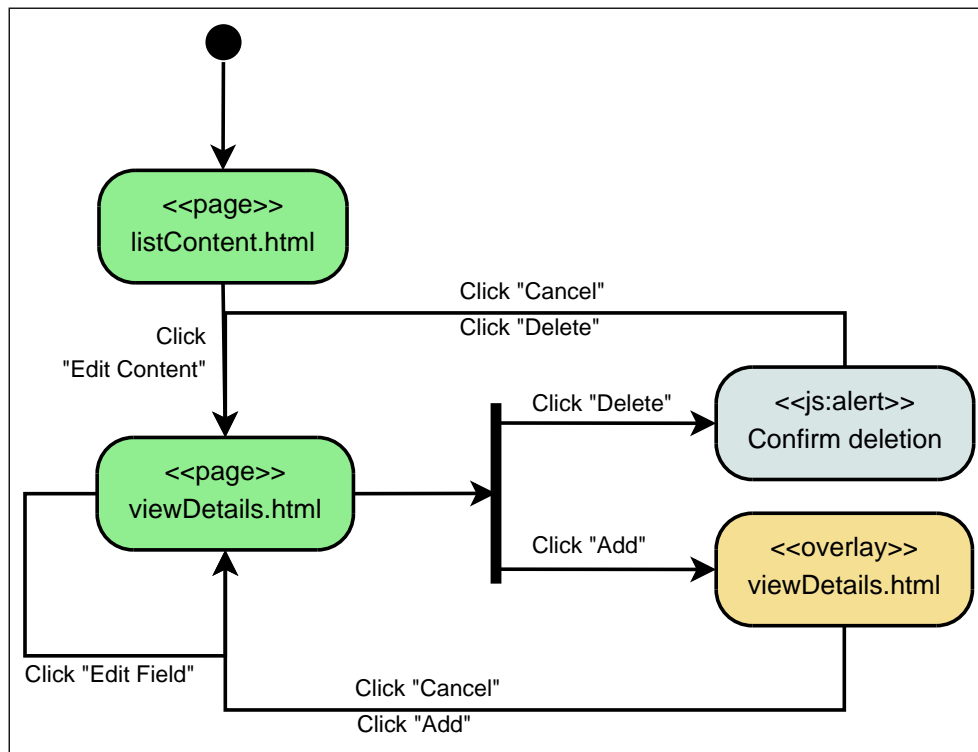 <<page>>
listContent.html
Click "Cancel"
Click "Delete"
Click
"Edit Content"
Click "Delete"
<<js:alert>>
Confirm deletion
<<page>>
viewDetails.html
Click "Add"
<<overlay>>
viewDetails.html
Click "Edit Field"
Click "Cancel"
Click "Add"